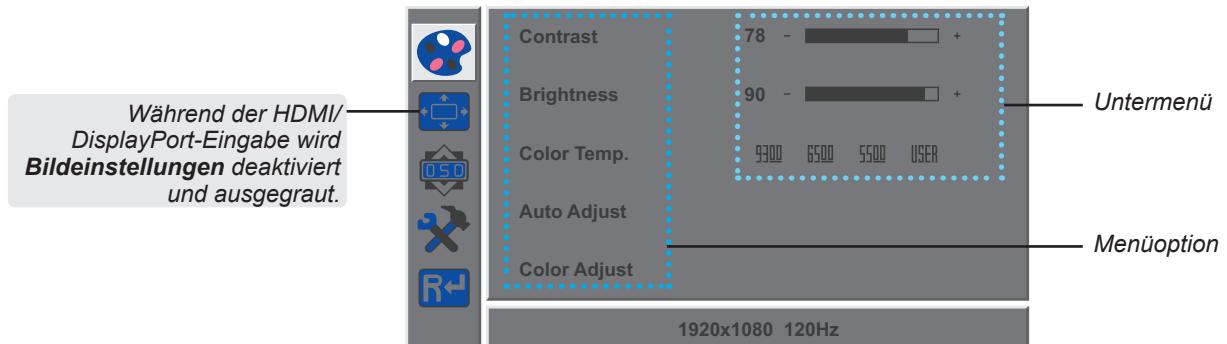 Während der HDMI/
DisplayPort-Eingabe wird
Bildeinstellungen deaktiviert
und ausgegraut.
OSD
R
Contrast 78 - +
Brightness 90 - +
Color Temp. 9300 6500 5500 USER
Auto Adjust
Color Adjust
1920x1080 120Hz
Untermenü
Menüoption